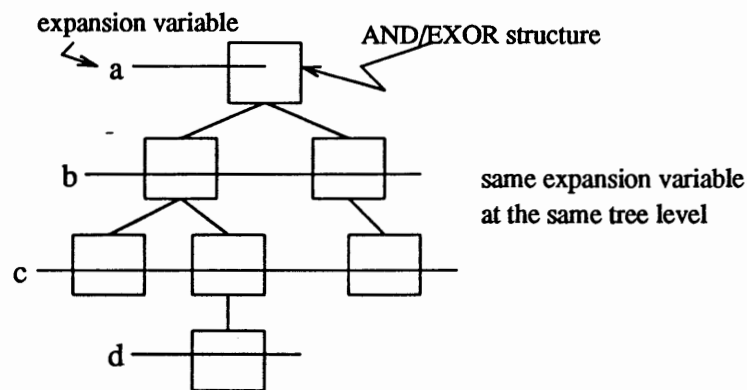 expansion variable
AND/EXOR structure
a
b
same expansion variable
at the same tree level
c
d